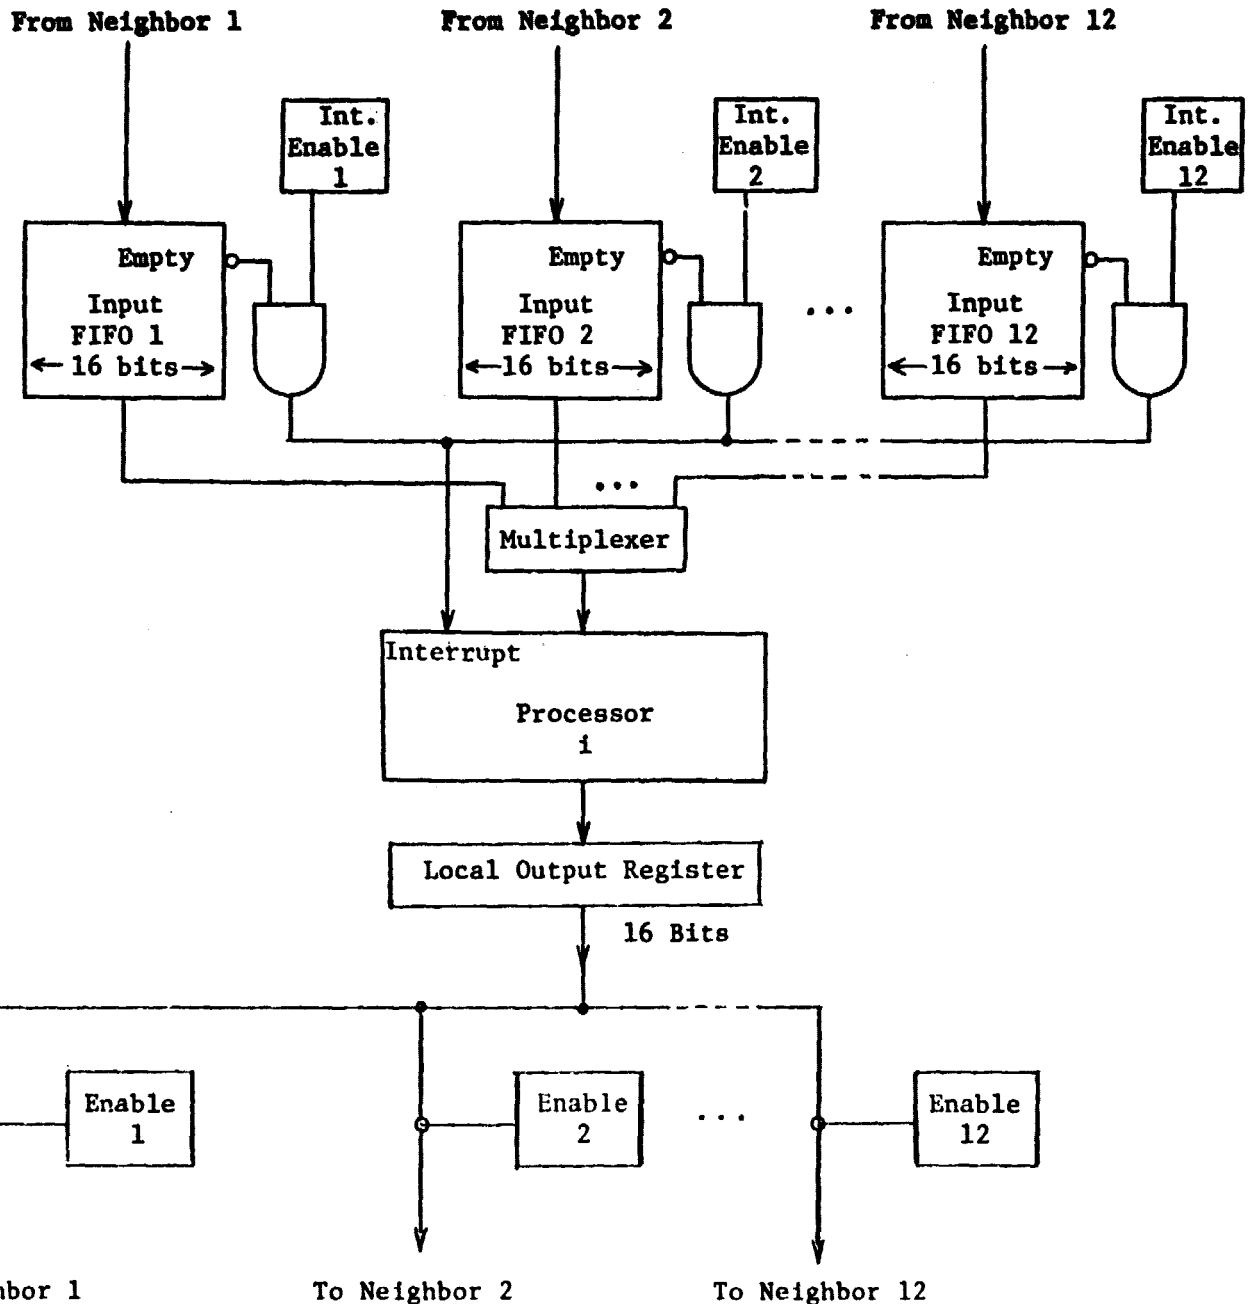 From Neighbor 1
From Neighbor 2
From Neighbor 12
Int.
Enable
1
Int.
Enable
2
Int.
Enable
12
Empty
Input
FIFO 1
16 bits
Empty
Input
FIFO 2
16 bits
...
Empty
Input
FIFO 12
16 bits
...
Multiplexer
Interrupt
Processor
i
Local Output Register
16 Bits
Enable
1
Enable
2
...
Enable
12
hbor 1
To Neighbor 2
To Neighbor 12